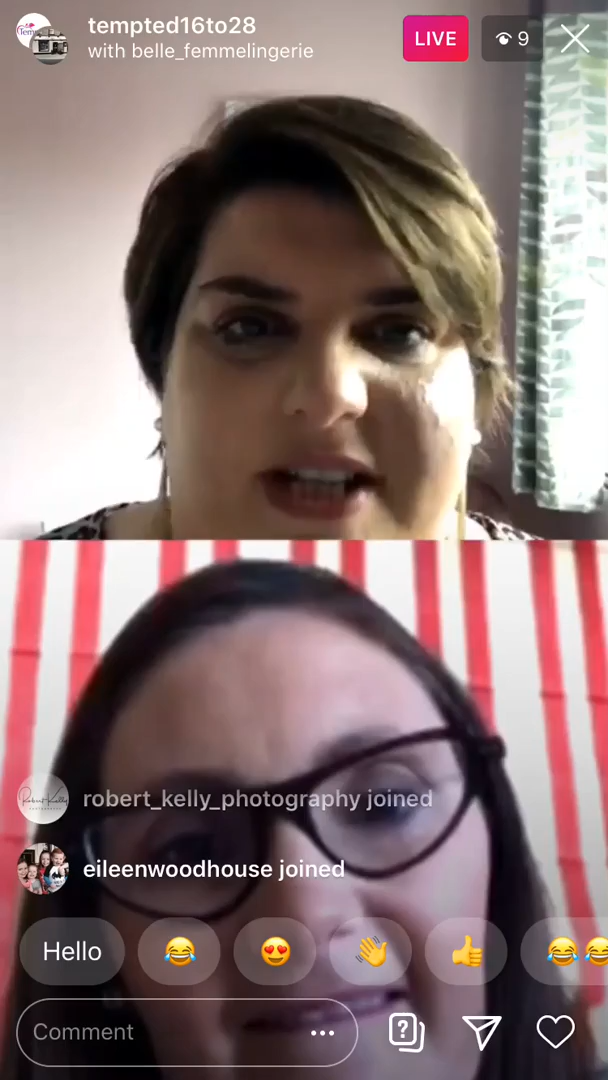 tempted16to28
with belle_femmelingerie
LIVE
9
robert_kelly_photography joined
eileenwoodhouse joined
Hello
Comment